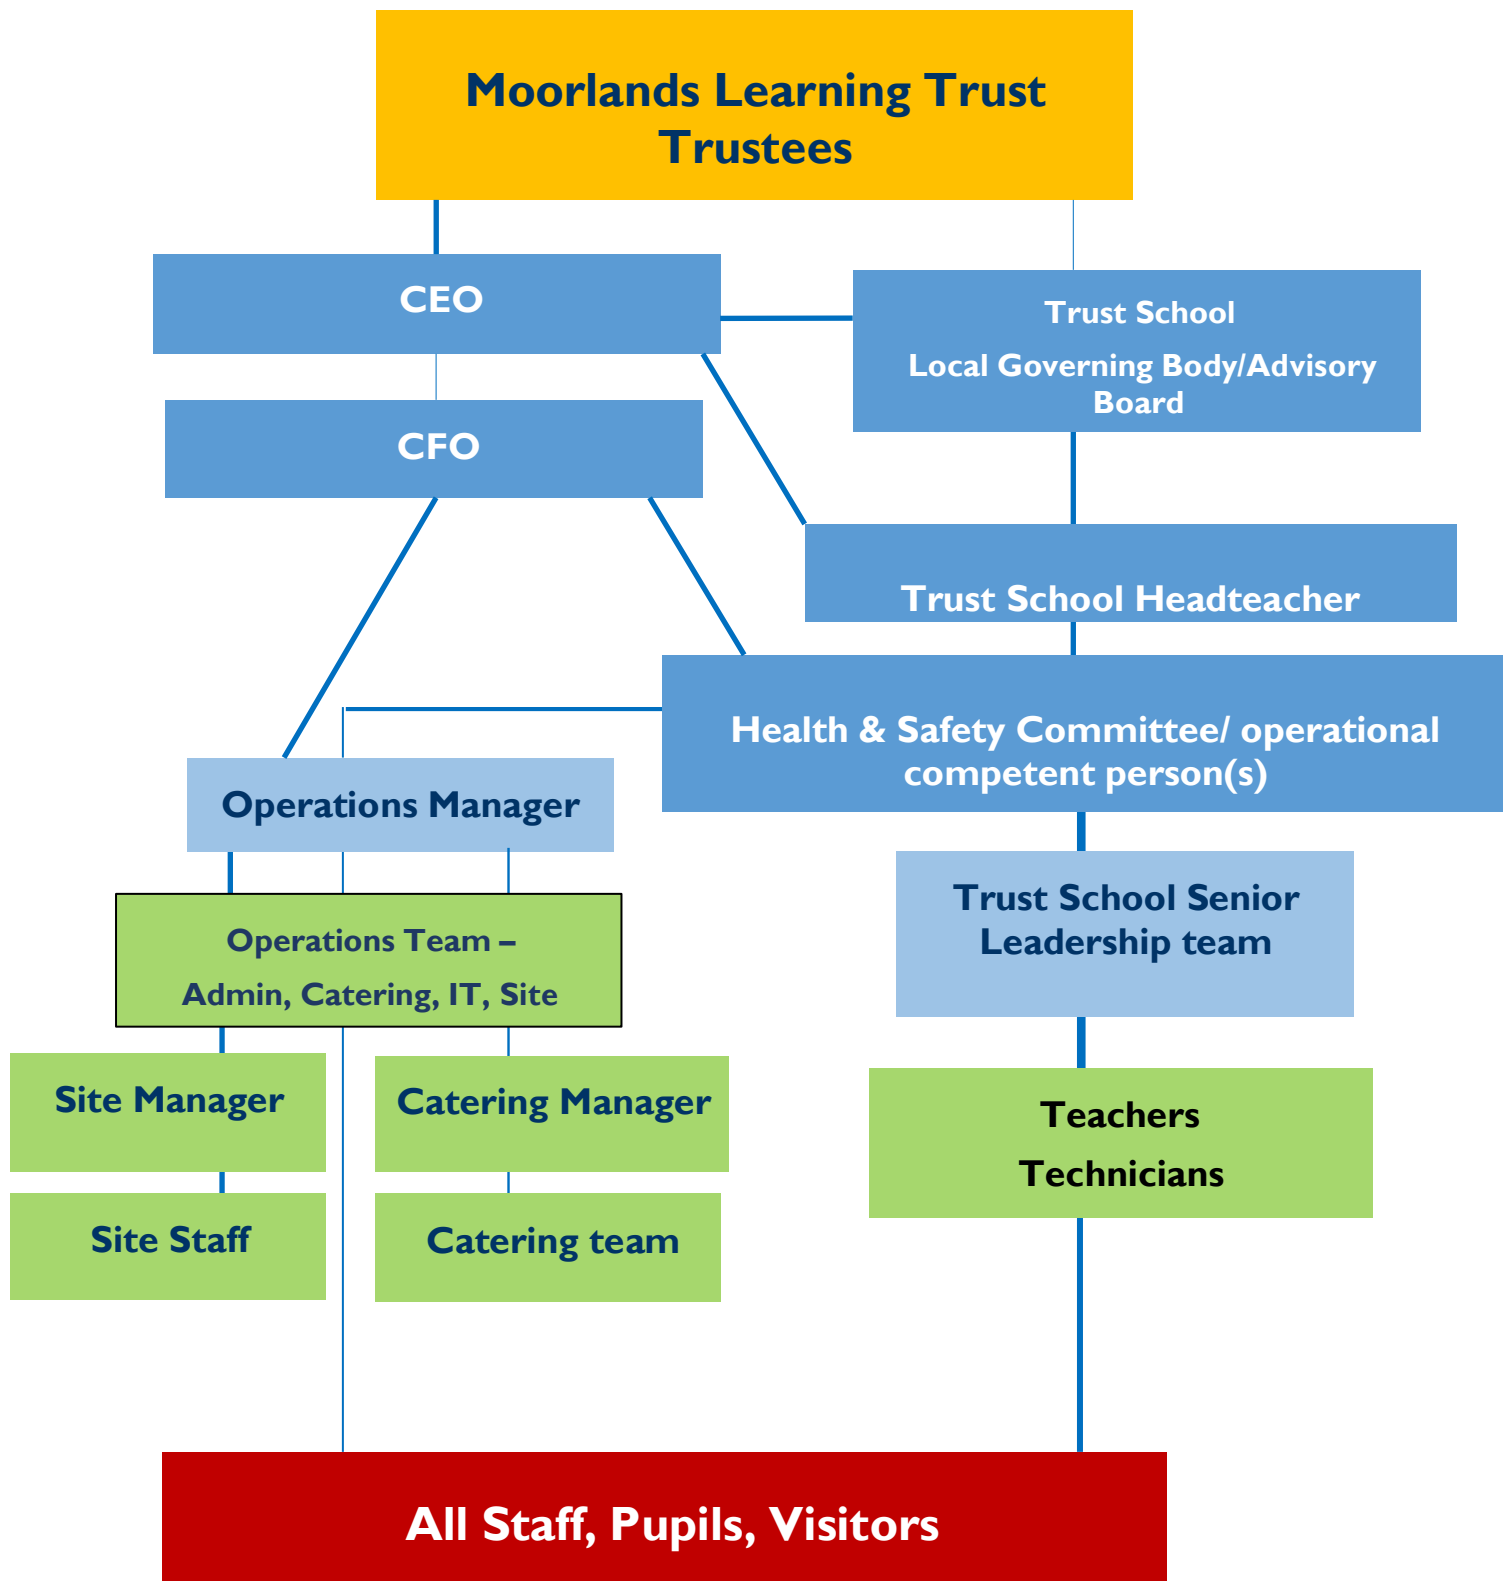 Moorlands Learning Trust
Trustees
CEO
Trust School
Local Governing Body/Advisory
Board
CFO
Trust School Headteacher
Health & Safety Committee/ operational
competent person(s)
Operations Manager
Trust School Senior
Leadership team
Operations Team –
Admin, Catering, IT, Site
Site Manager
Catering Manager
Teachers
Technicians
Site Staff
Catering team
All Staff, Pupils, Visitors